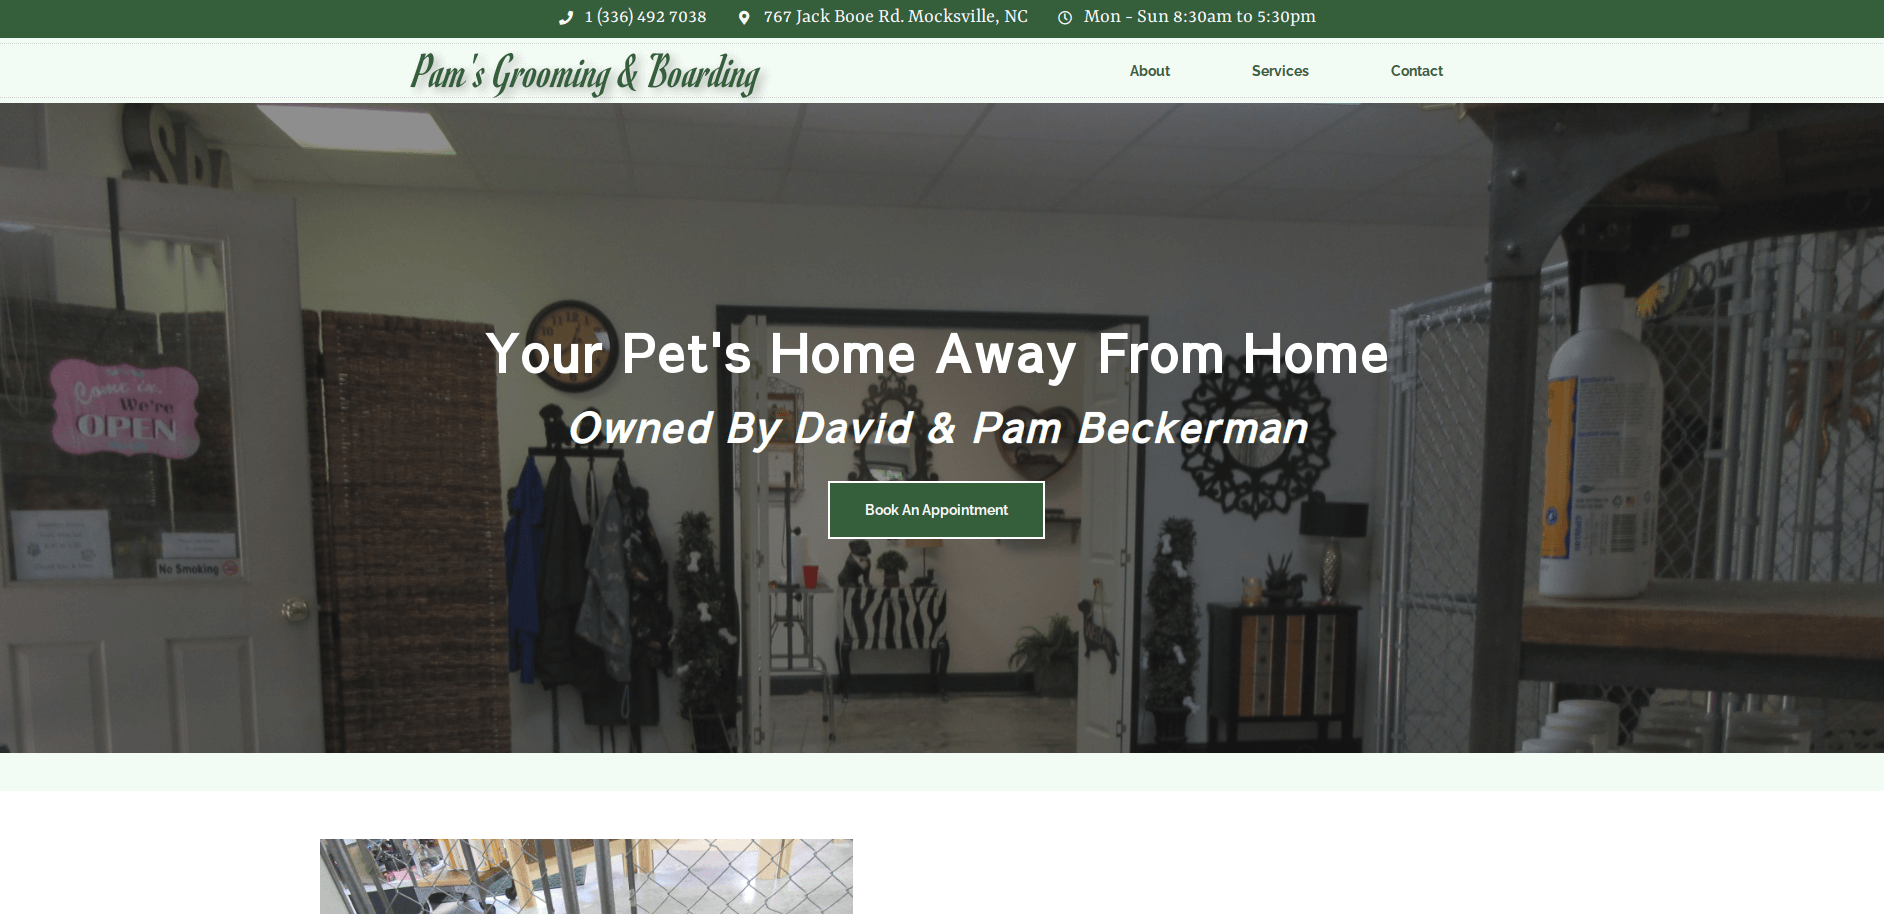 1 (336) 492 7038
767 Jack Booe Rd. Mocksville, NC
Mon - Sun 8:30am to 5:30pm
Pam's Grooming & Boarding
About
Services
Contact
Your Pet's Home Away From Home
Owned By David & Pam Beckerman
Book An Appointment
Come in,
We're
OPEN
No Smoking